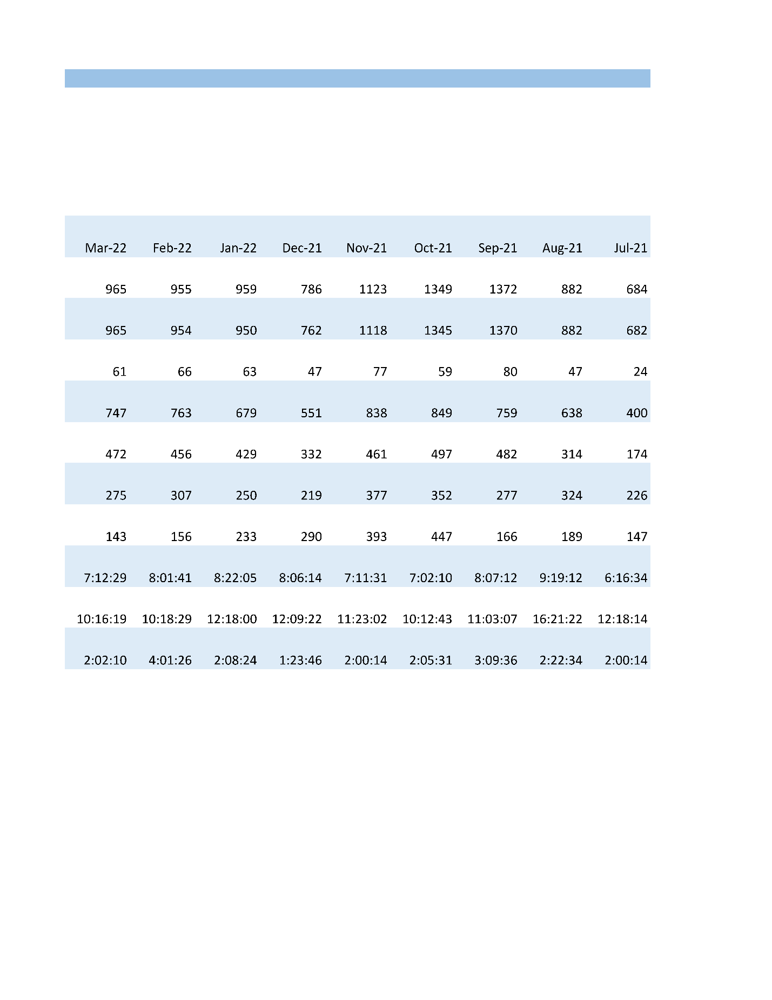 Mar-22 Feb-22 Jan-22 Dec-21 Nov-21 Oct-21 Sep-21 Aug-21 Jul-21
965 955 959 786 1123 1349 1372 882 684
965 954 950 762 1118 1345 1370 882 682
61 66 63 47 77 59 80 47 24
747 763 679 551 838 849 759 638 400
472 456 429 332 461 497 482 314 174
275 307 250 219 377 352 277 324 226
143 156 233 290 393 447 166 189 147
7:12:29 8:01:41 8:22:05 8:06:14 7:11:31 7:02:10 8:07:12 9:19:12 6:16:34
10:16:19 10:18:29 12:18:00 12:09:22 11:23:02 10:12:43 11:03:07 16:21:22 12:18:14
2:02:10 4:01:26 2:08:24 1:23:46 2:00:14 2:05:31 3:09:36 2:22:34 2:00:14